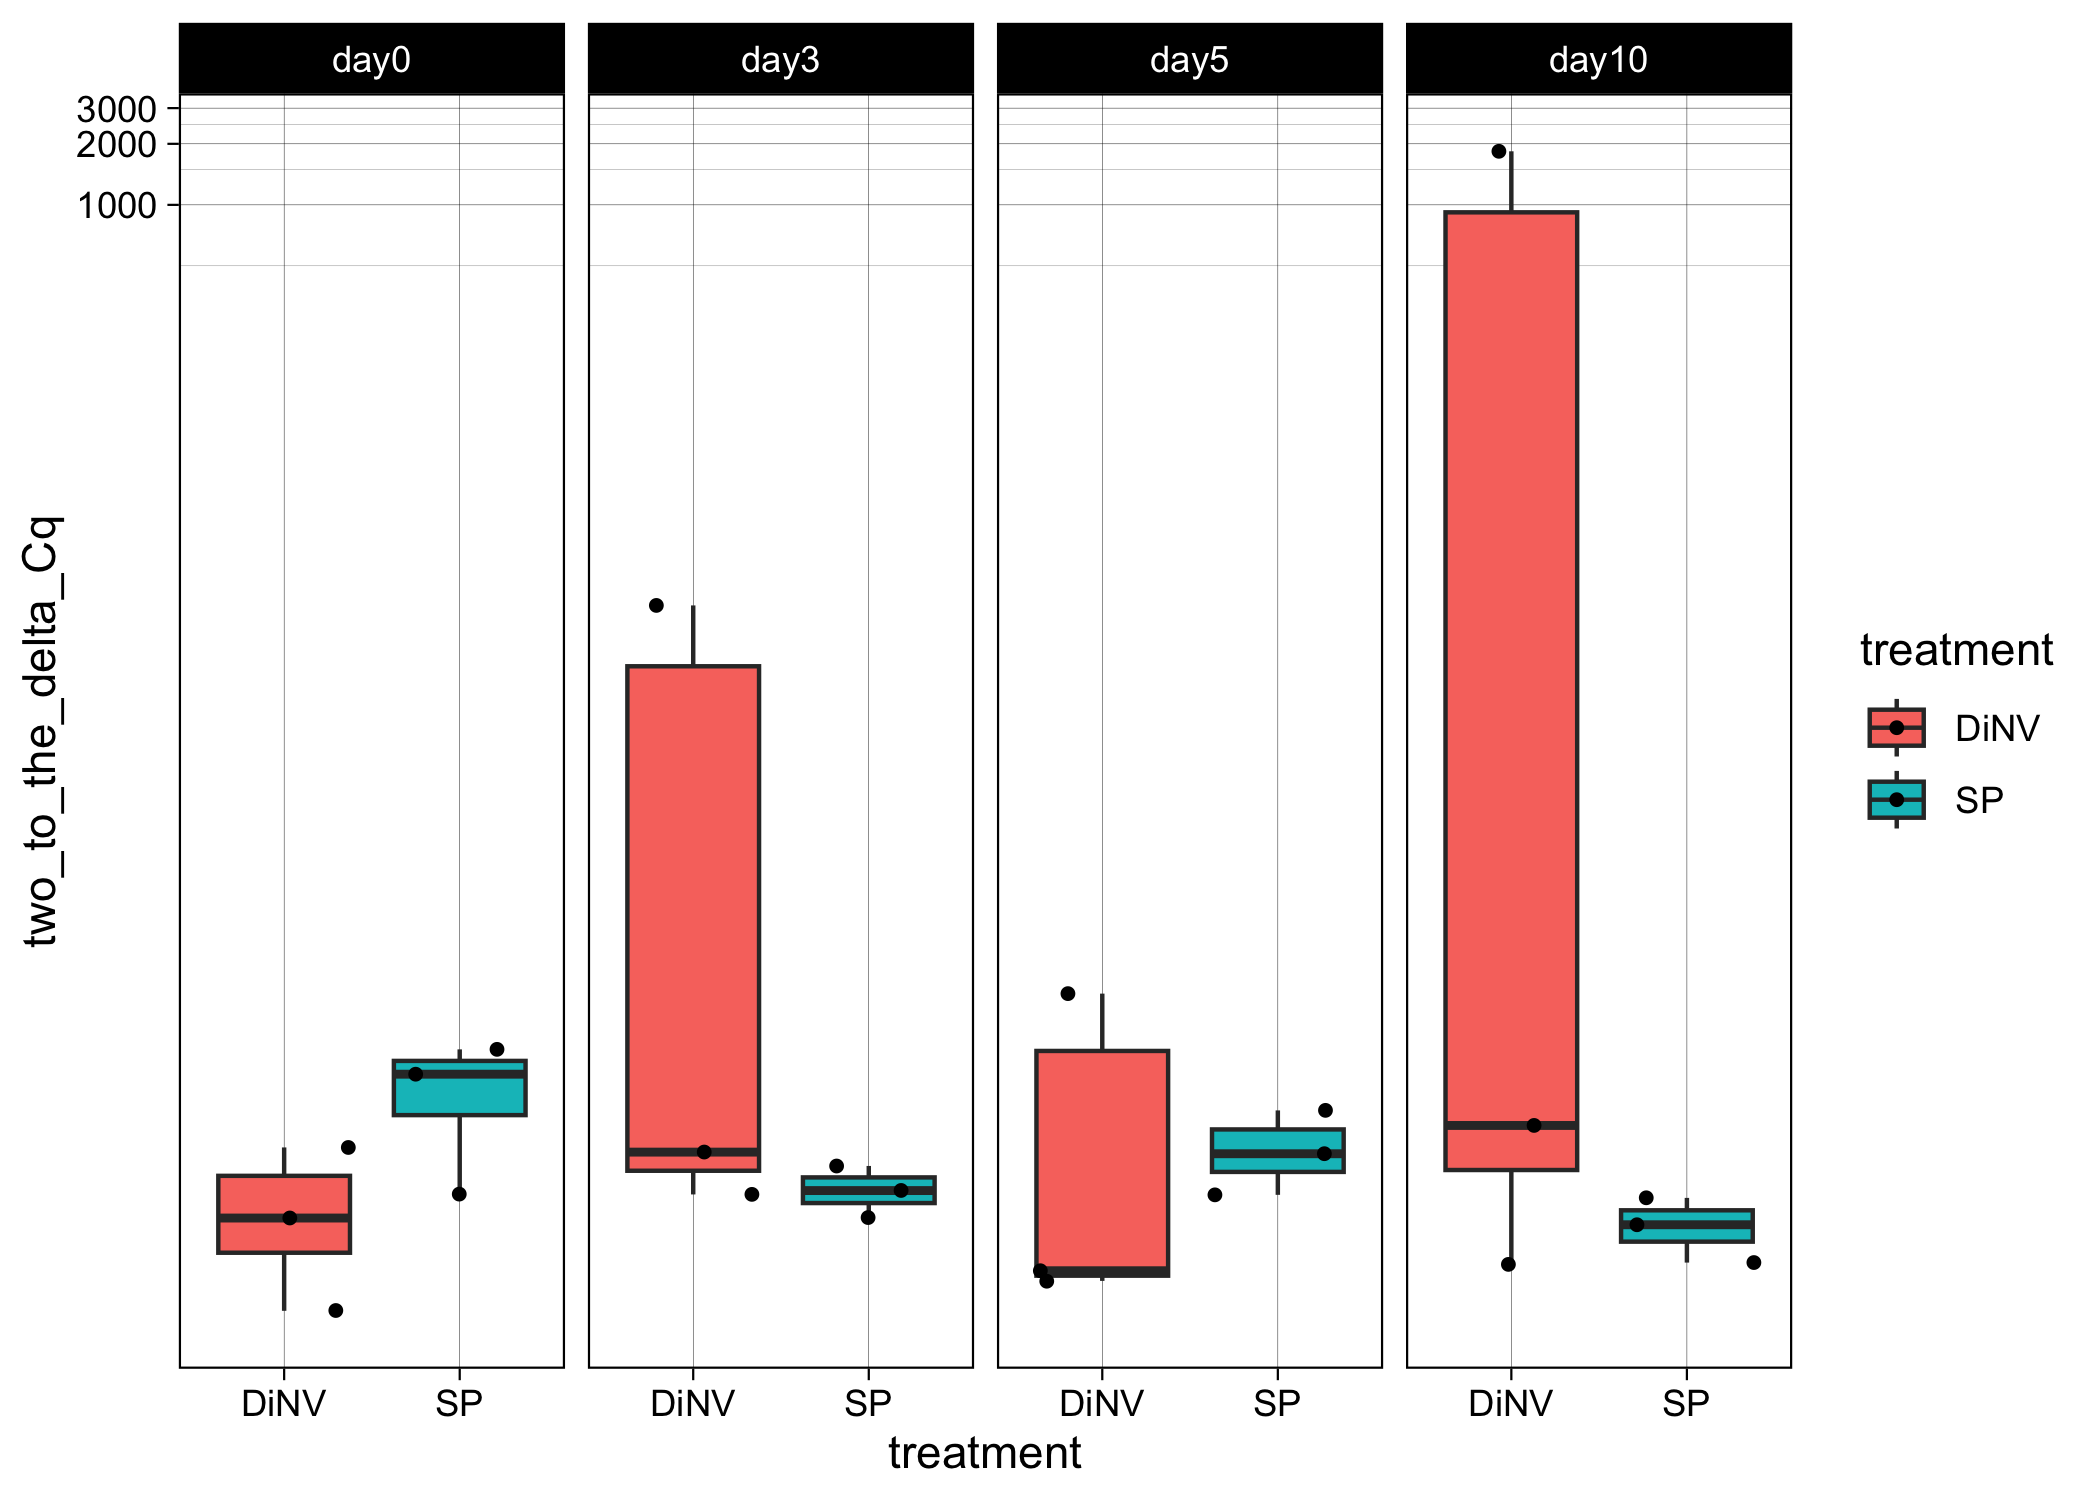 day0 day3 day5 day10
3000
2000
1000
two_to_the_delta_Cq
treatment
DiNV
SP
DiNV SP DiNV SP DiNV SP DiNV SP
treatment